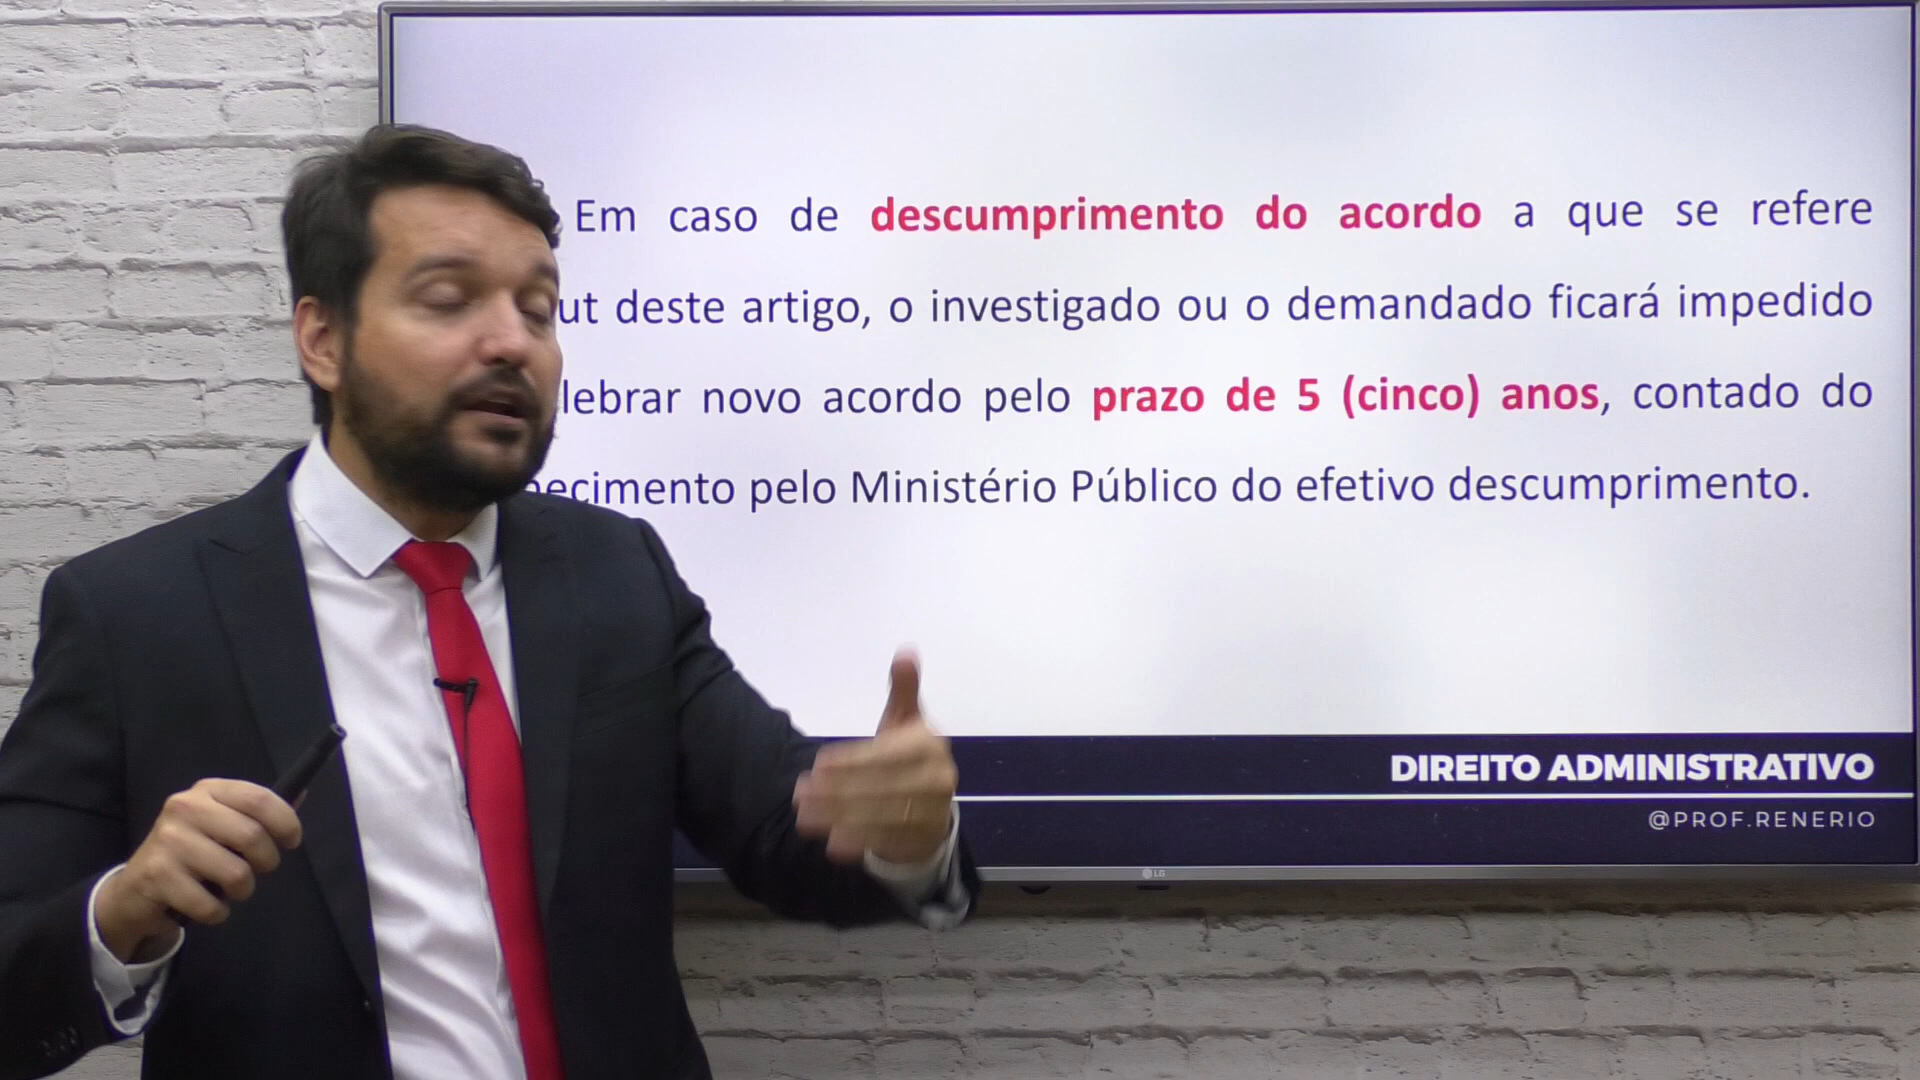 Em caso de descumprimento do acordo a que se refere
ut deste artigo, o investigado ou o demandado ficará impedido
lebrar novo acordo pelo prazo de 5 (cinco) anos, contado do
ecimento pelo Ministério Público do efetivo descumprimento.
DIREITO ADMINISTRATIVO
@PROF.RENERIO
LG